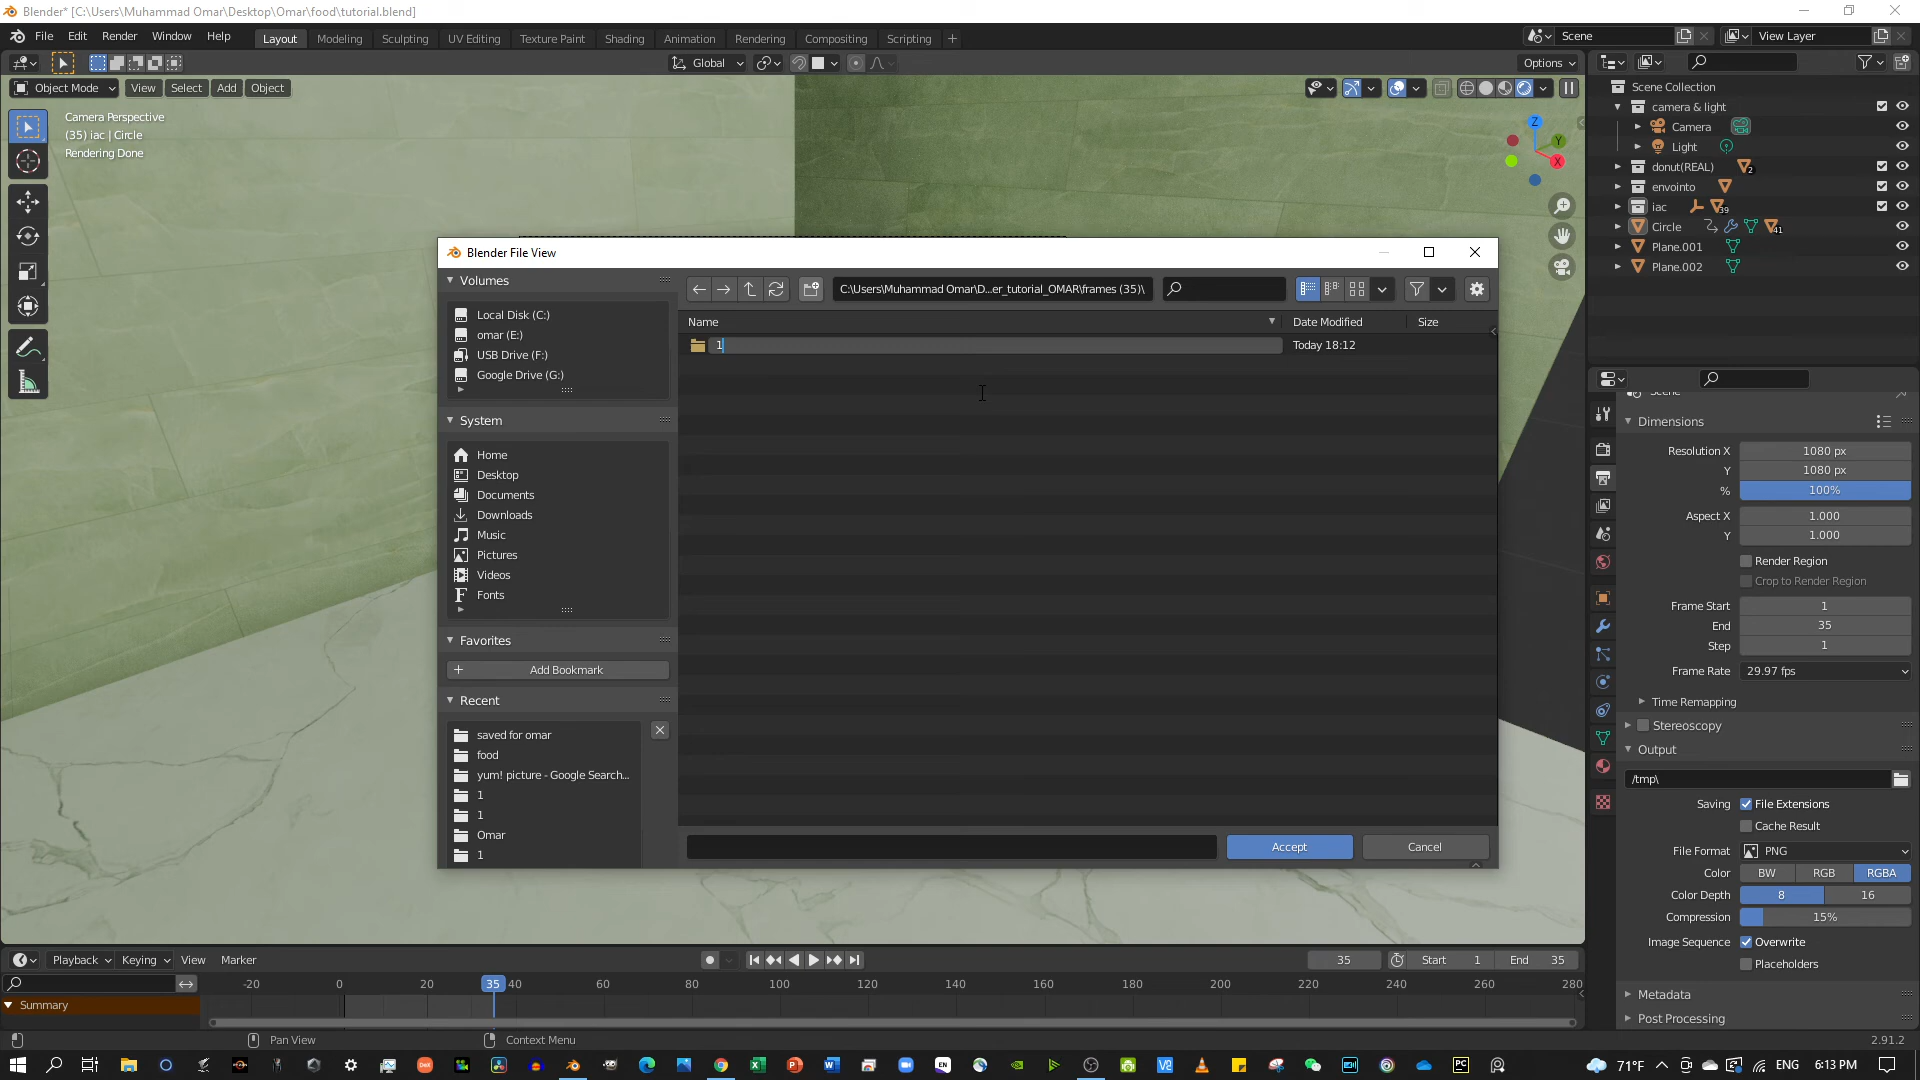 Blender* [C:\Users\Muhammad Omar\Desktop\Omar\food\tutorial.blend]
File Edit Render Window Help Layout Modeling Sculpting UV Editing Texture Paint Shading Animation Rendering Compositing Scripting + Scene View Layer
Global Options
Object Mode View Select Add Object
Camera Perspective
(35) iac | Circle
Rendering Done
Z
Y
X
Scene Collection
camera & light
Camera
Light
donut(REAL) 2
envointo
iac 39
Circle 41
Plane.001
Plane.002
Blender File View
Volumes
Local Disk (C:)
omar (E:)
USB Drive (F:)
Google Drive (G:)
System
Home
Desktop
Documents
Downloads
Music
Pictures
Videos
Fonts
Favorites
+ Add Bookmark
Recent
saved for omar
food
yum! picture - Google Search...
1
1
Omar
1
C:\Users\Muhammad Omar\D...er_tutorial_OMAR\frames (35)\
Name Date Modified Size
1 Today 18:12
Accept Cancel
Scene
Dimensions
Resolution X 1080 px
Y 1080 px
% 100%
Aspect X 1.000
Y 1.000
Render Region
Crop to Render Region
Frame Start 1
End 35
Step 1
Frame Rate 29.97 fps
Time Remapping
Stereoscopy
Output
/tmp\
Saving File Extensions
Cache Result
File Format PNG
Color BW RGB RGBA
Color Depth 8 16
Compression 15%
Image Sequence Overwrite
Placeholders
Metadata
Post Processing
Playback Keying View Marker 35 Start 1 End 35
-20 0 20 35 40 60 80 100 120 140 160 180 200 220 240 260 280
Summary
Pan View Context Menu 2.91.2
71°F ENG 6:13 PM